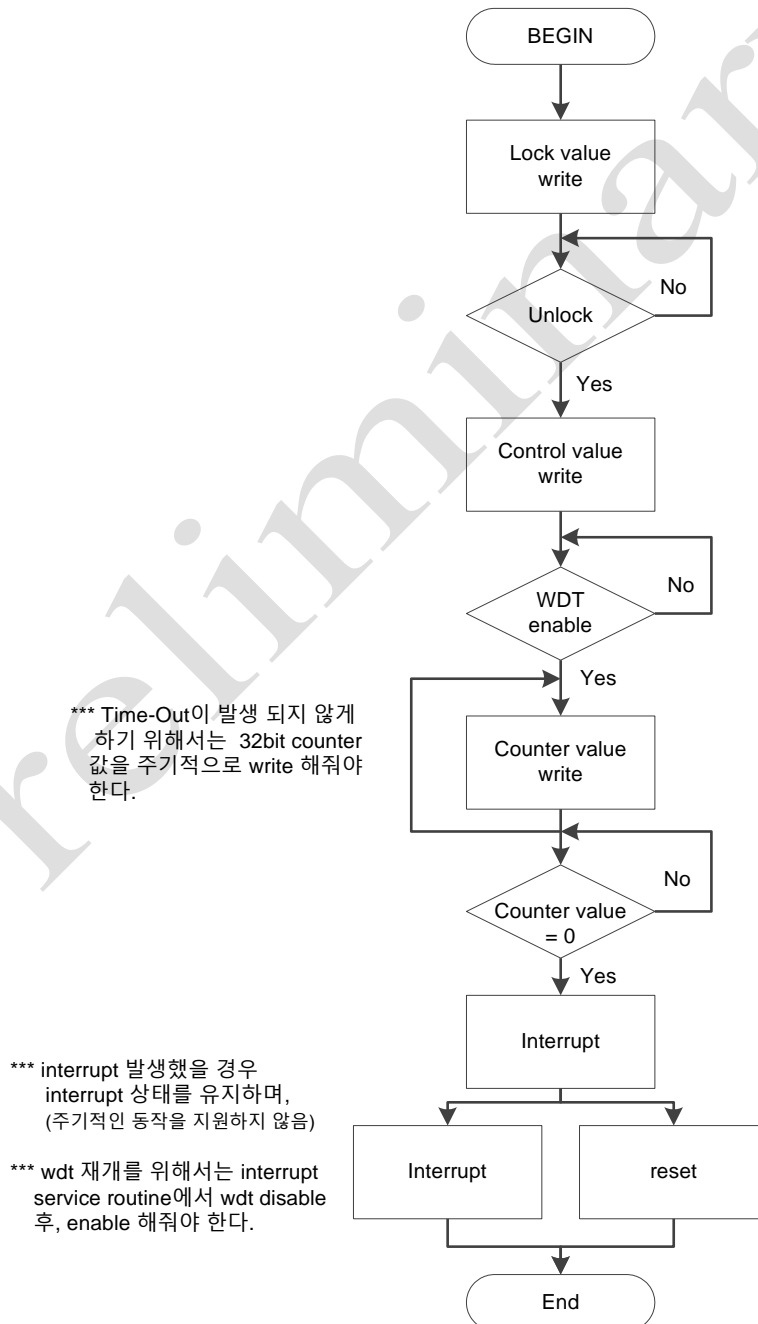 BEGIN
Lock value
write
No
Unlock
Yes
Control value
write
No
WDT
enable
Yes
*** Time-Out이 발생 되지 않게
하기 위해서는 32bit counter
값을 주기적으로 write 해줘야
한다.
Counter value
write
No
Counter value
= 0
Yes
Interrupt
*** interrupt 발생했을 경우
interrupt 상태를 유지하며,
(주기적인 동작을 지원하지 않음)
*** wdt 재개를 위해서는 interrupt
service routine에서 wdt disable
후, enable 해줘야 한다.
Interrupt
reset
End
reliminar